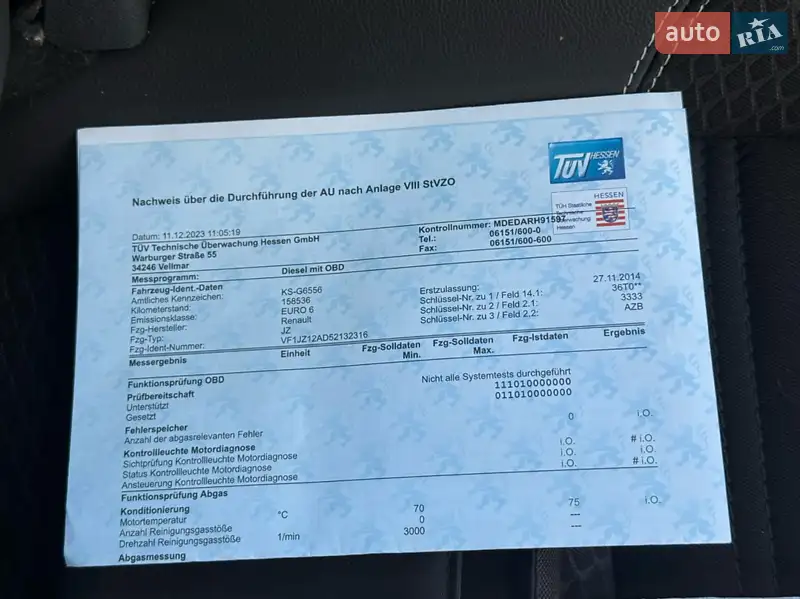 auto RIA .com
TÜV HESSEN
Nachweis über die Durchführung der AU nach Anlage VIII StVZO
HESSEN
TÜH Staatliche
Technische
Überwachung
Hessen
Datum: 11.12.2023 11:05:19
TÜV Technische Überwachung Hessen GmbH
Warburger Straße 55
34246 Vellmar
Kontrollnummer: MDEDARH91597
Tel.: 06151/600-0
Fax.: 06151/600-600
Messprogramm: Diesel mit OBD
Fahrzeug-Ident.-Daten
Amtliches Kennzeichen: KS-G6556
Kilometerstand: 158536
Emissionsklasse: EURO 6
Fzg-Hersteller: Renault
Fzg-Typ: JZ
Fzg-Ident-Nummer: VF1JZ12AD52132316
Erstzulassung: 27.11.2014
Schlüssel-Nr. zu 1 / Feld 14.1: 36T0**
Schlüssel-Nr. zu 2 / Feld 2.1: 3333
Schlüssel-Nr. zu 3 / Feld 2.2: AZB
Messergebnis Einheit Fzg-Solldaten Min. Fzg-Solldaten Max. Fzg-Istdaten Ergebnis
Funktionsprüfung OBD
Prüfbereitschaft Nicht alle Systemtests durchgeführt
Unterstützt 111010000000
Gesetzt 011010000000
Fehlerspeicher
Anzahl der abgasrelevanten Fehler 0 i.O.
Kontrollleuchte Motordiagnose
Sichtprüfung Kontrollleuchte Motordiagnose i.O. # i.O.
Status Kontrollleuchte Motordiagnose i.O. i.O.
Ansteuerung Kontrollleuchte Motordiagnose i.O. # i.O.
Funktionsprüfung Abgas
Konditionierung
Motortemperatur °C 70 75 i.O.
Anzahl Reinigungsgasstöße 0 ---
Drehzahl Reinigungsgasstöße 1/min 3000 ---
Abgasmessung